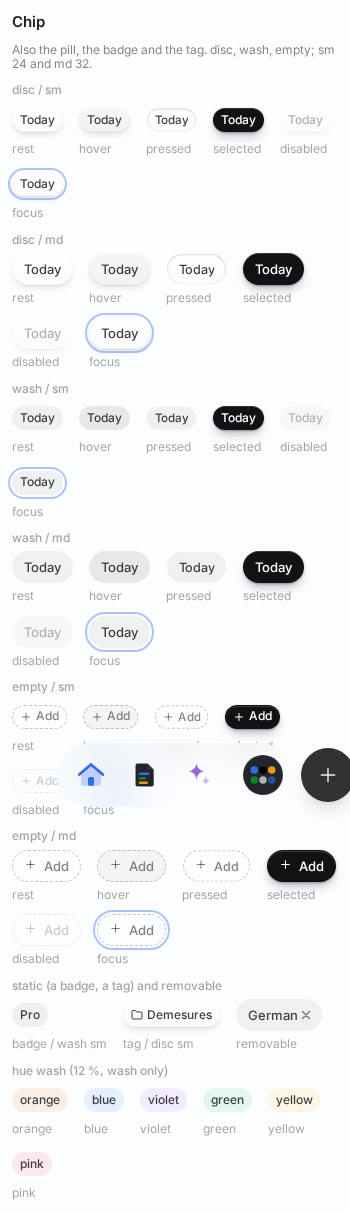 Chip
Also the pill, the badge and the tag. disc, wash, empty; sm
24 and md 32.
disc / sm
Today Today Today Today Today
rest hover pressed selected disabled
Today
focus
disc / md
Today Today Today Today
rest hover pressed selected
Today Today
disabled focus
wash / sm
Today Today Today Today Today
rest hover pressed selected disabled
Today
focus
wash / md
Today Today Today Today
rest hover pressed selected
Today Today
disabled focus
empty / sm
+ Add + Add + Add + Add
rest
+ Add
disabled focus
empty / md
+ Add + Add + Add + Add
rest hover pressed selected
+ Add + Add
disabled focus
static (a badge, a tag) and removable
Pro Demesures German
badge / wash sm tag / disc sm removable
hue wash (12 %, wash only)
orange blue violet green yellow
orange blue violet green yellow
pink
pink